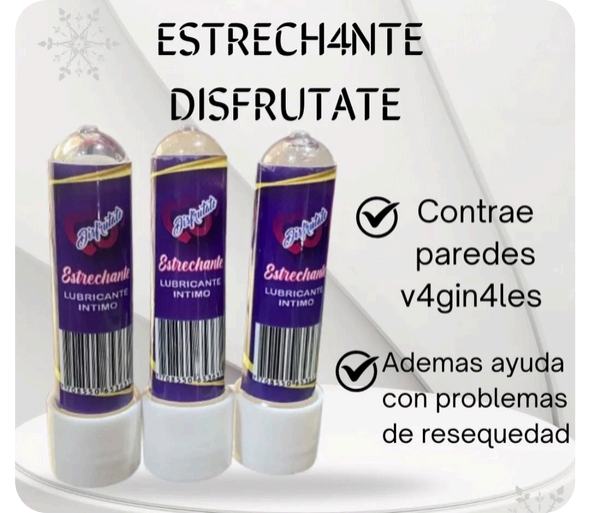 ESTRECH4NTE
DISFRUTATE
Contrae
paredes
v4gin4les
Ademas ayuda
con problemas
de resequedad
Disfrutate
Estrechante
LUBRICANTE
INTIMO
Disfrutate
Estrechante
LUBRICANTE
INTIMO
Disfrutate
Estrechante
LUBRICANTE
INTIMO